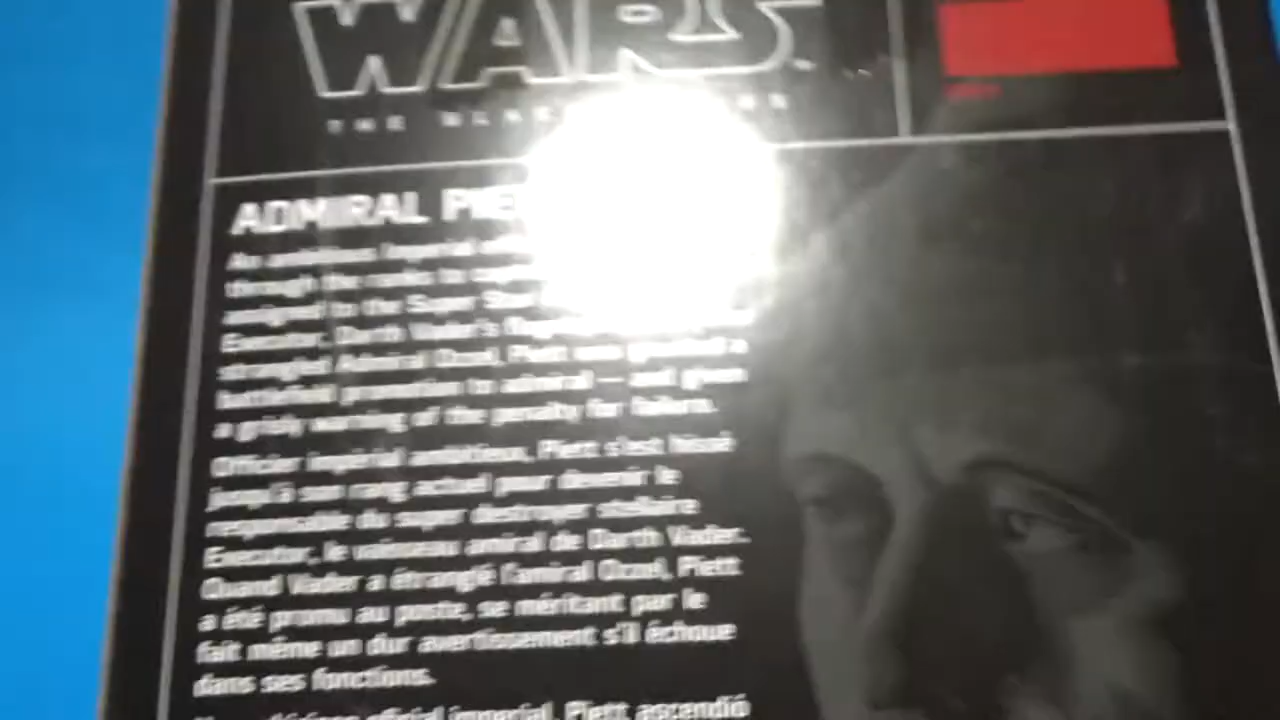 WARS
THE
ADMIRAL
An ambitious Imperial
through the ranks to
assigned to the Super
Executor, Darth Vader's
strangled Admiral Ozzel, Piett was granted a
battlefield promotion to admiral — and given
a grisly warning of the penalty for failure.
Officier impérial ambitieux, Piett s'est hissé
jusqu'à son rang actuel pour devenir le
responsable du super destroyer stellaire
Executor, le vaisseau amiral de Darth Vader.
Quand Vader a étranglé l'amiral Ozzel, Piett
a été promu au poste, se méritant par le
fait même un dur avertissement s'il échoue
dans ses fonctions.
oficial imperial, Piett ascendió